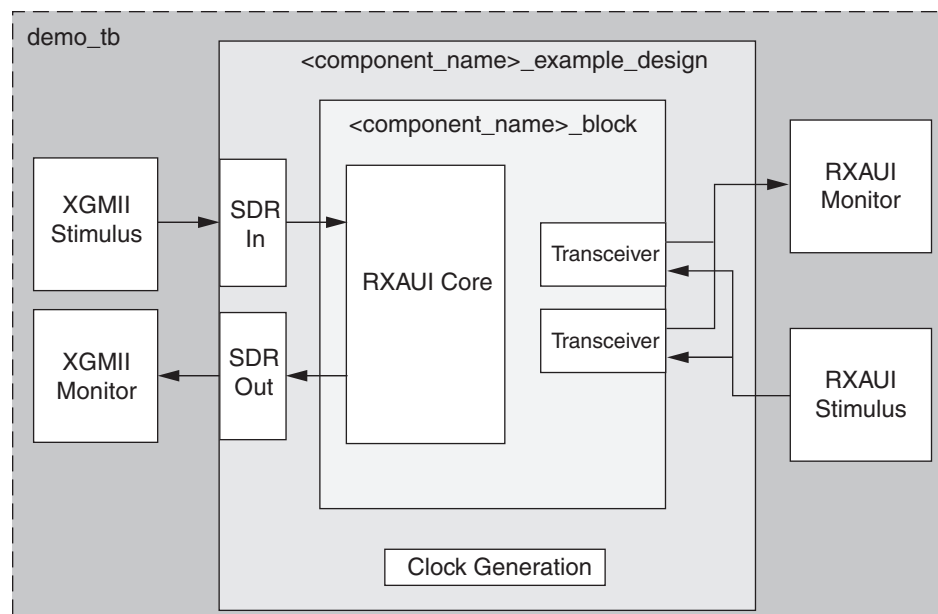 demo_tb
<component_name>_example_design
<component_name>_block
XGMII
Stimulus
SDR
In
RXAUI Core
Transceiver
RXAUI
Monitor
XGMII
Monitor
SDR
Out
Transceiver
RXAUI
Stimulus
Clock Generation